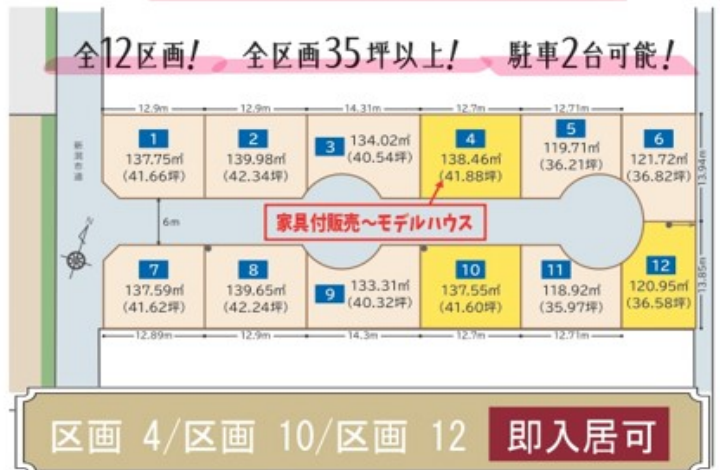 全12区画! 全区画35坪以上! 駐車2台可能!
12.9m 12.9m 14.31m 12.7m 12.71m
新潟市道
1
137.75㎡
(41.66坪)
2
139.98㎡
(42.34坪)
3
134.02㎡
(40.54坪)
4
138.46㎡
(41.88坪)
5
119.71㎡
(36.21坪)
6
121.72㎡
(36.82坪)
13.94m
6m
家具付販売〜モデルハウス
N
7
137.59㎡
(41.62坪)
8
139.65㎡
(42.24坪)
9
133.31㎡
(40.32坪)
10
137.55㎡
(41.60坪)
11
118.92㎡
(35.97坪)
12
120.95㎡
(36.58坪)
13.85m
12.89m 12.9m 14.3m 12.7m 12.71m
区画 4/区画 10/区画 12 即入居可